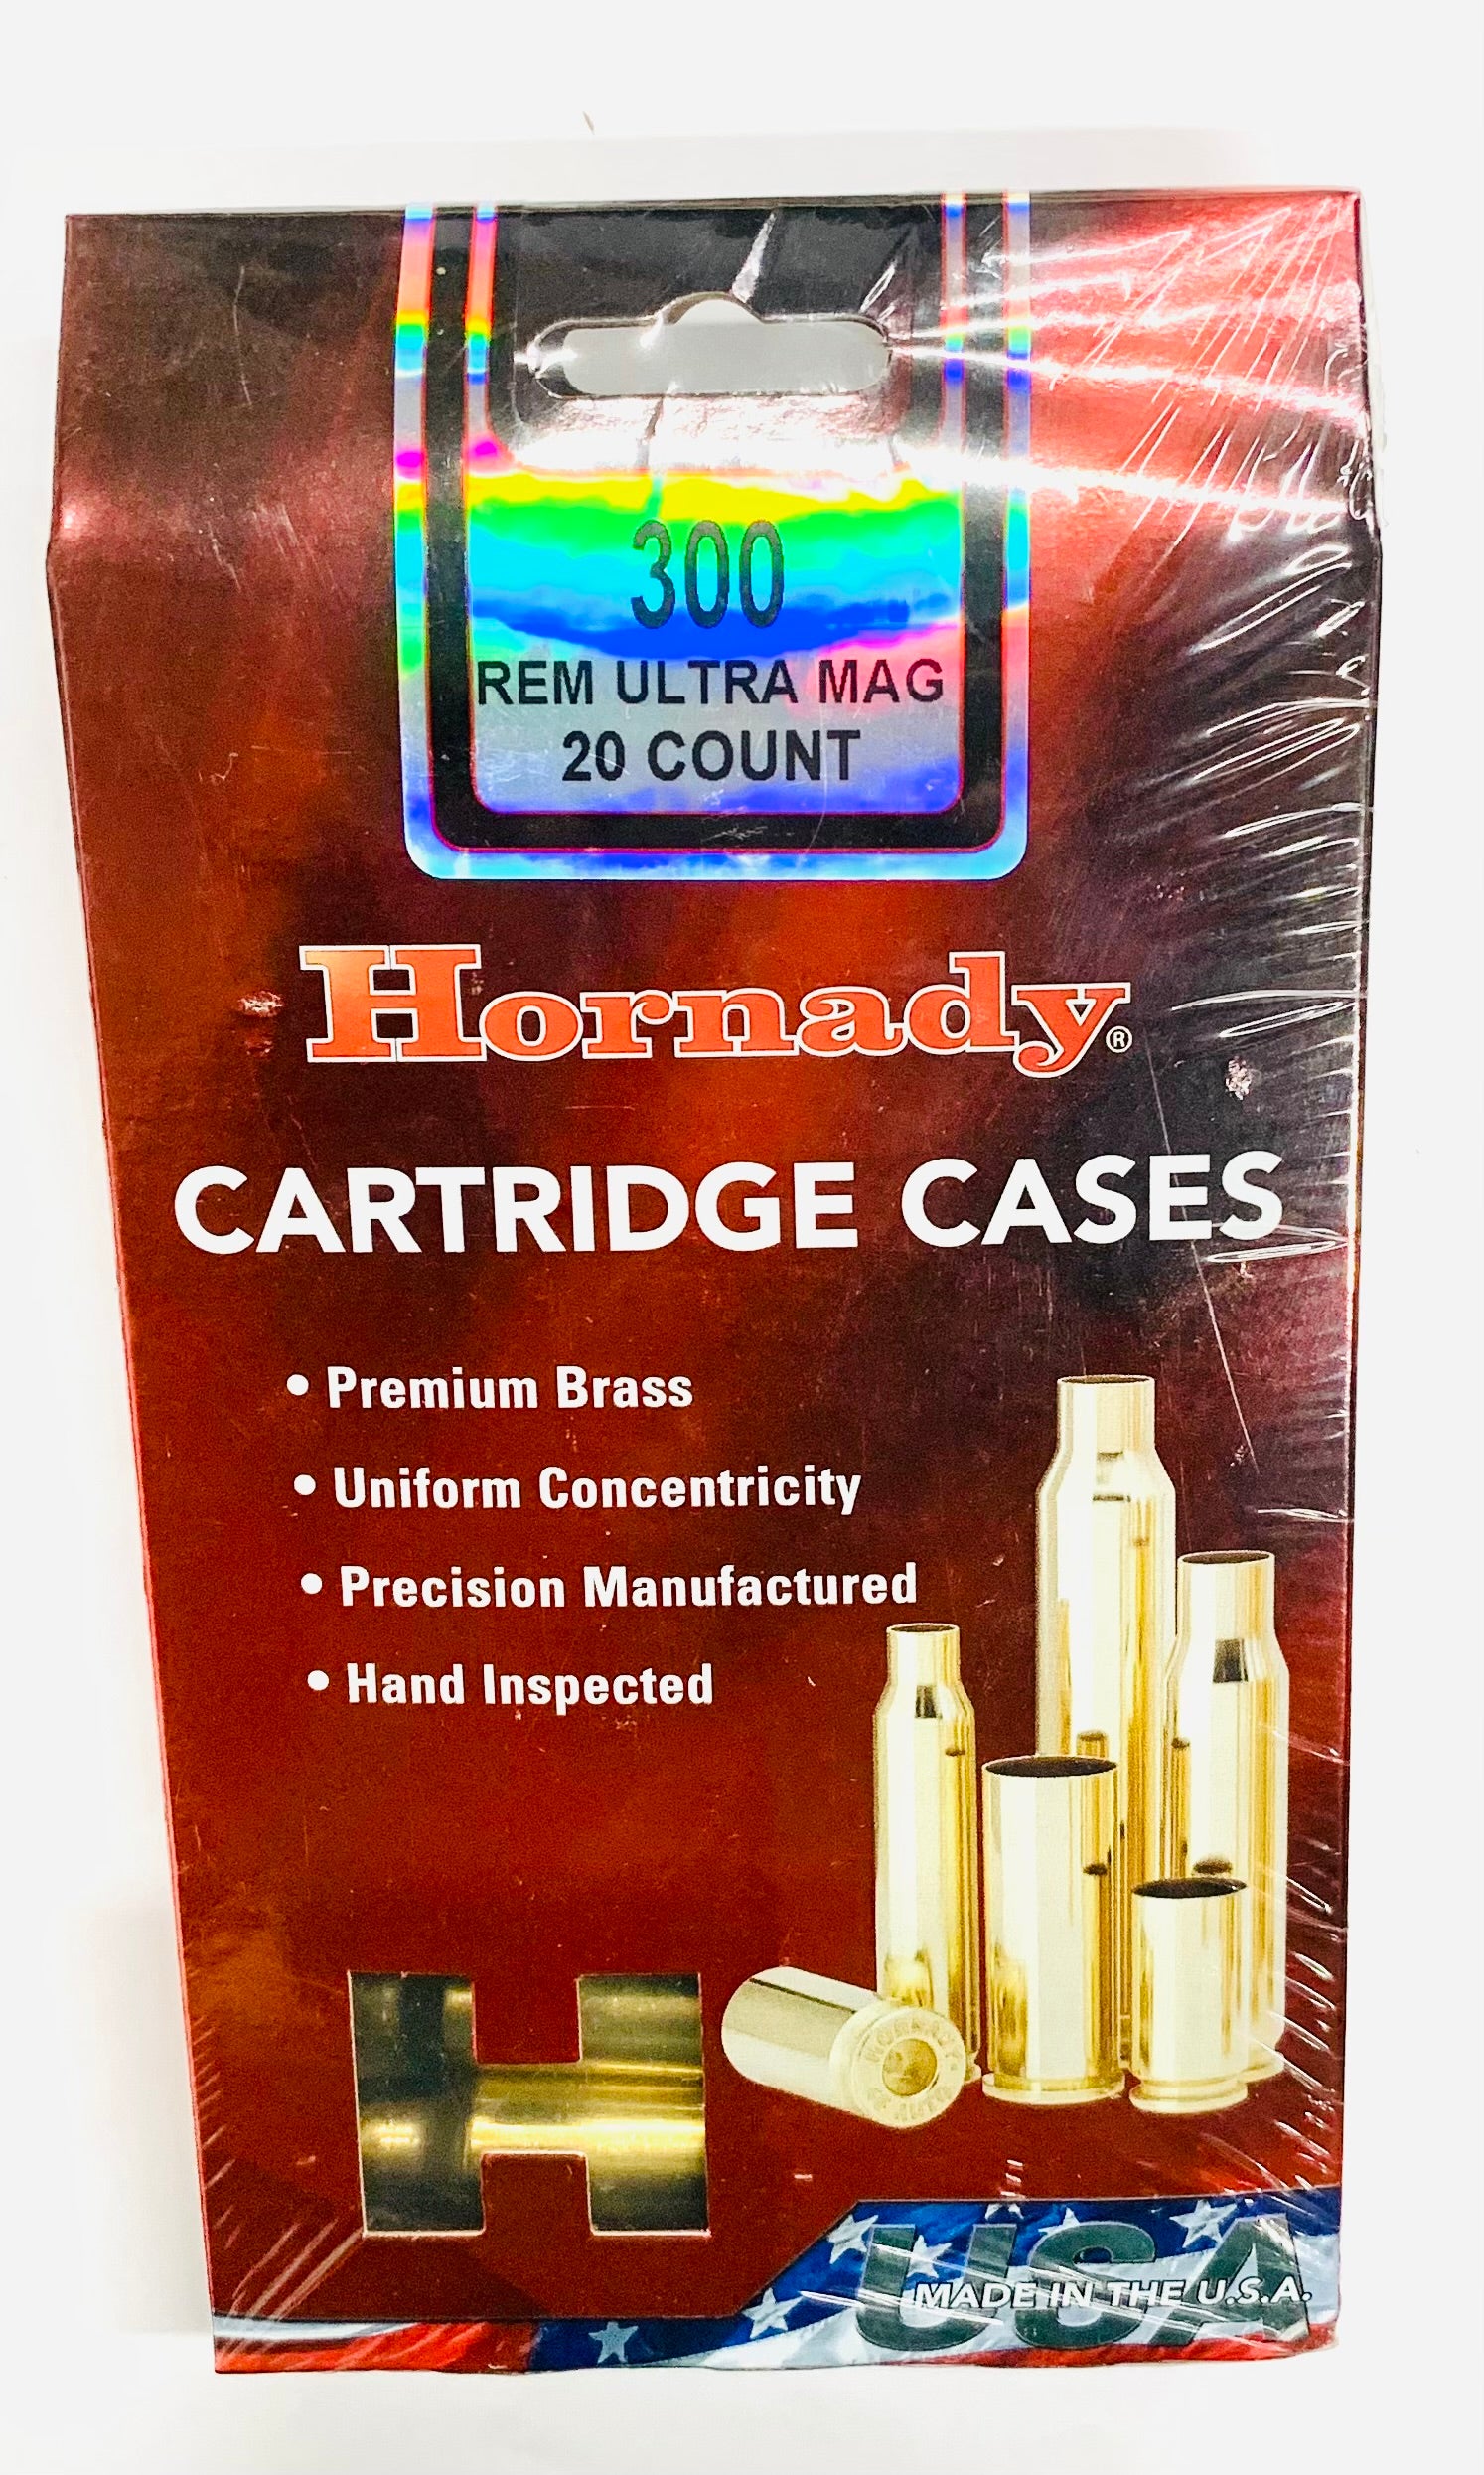 300
REM ULTRA MAG
20 COUNT
Hornady®
CARTRIDGE CASES
• Premium Brass
• Uniform Concentricity
• Precision Manufactured
• Hand Inspected
USA
MADE IN THE U.S.A.